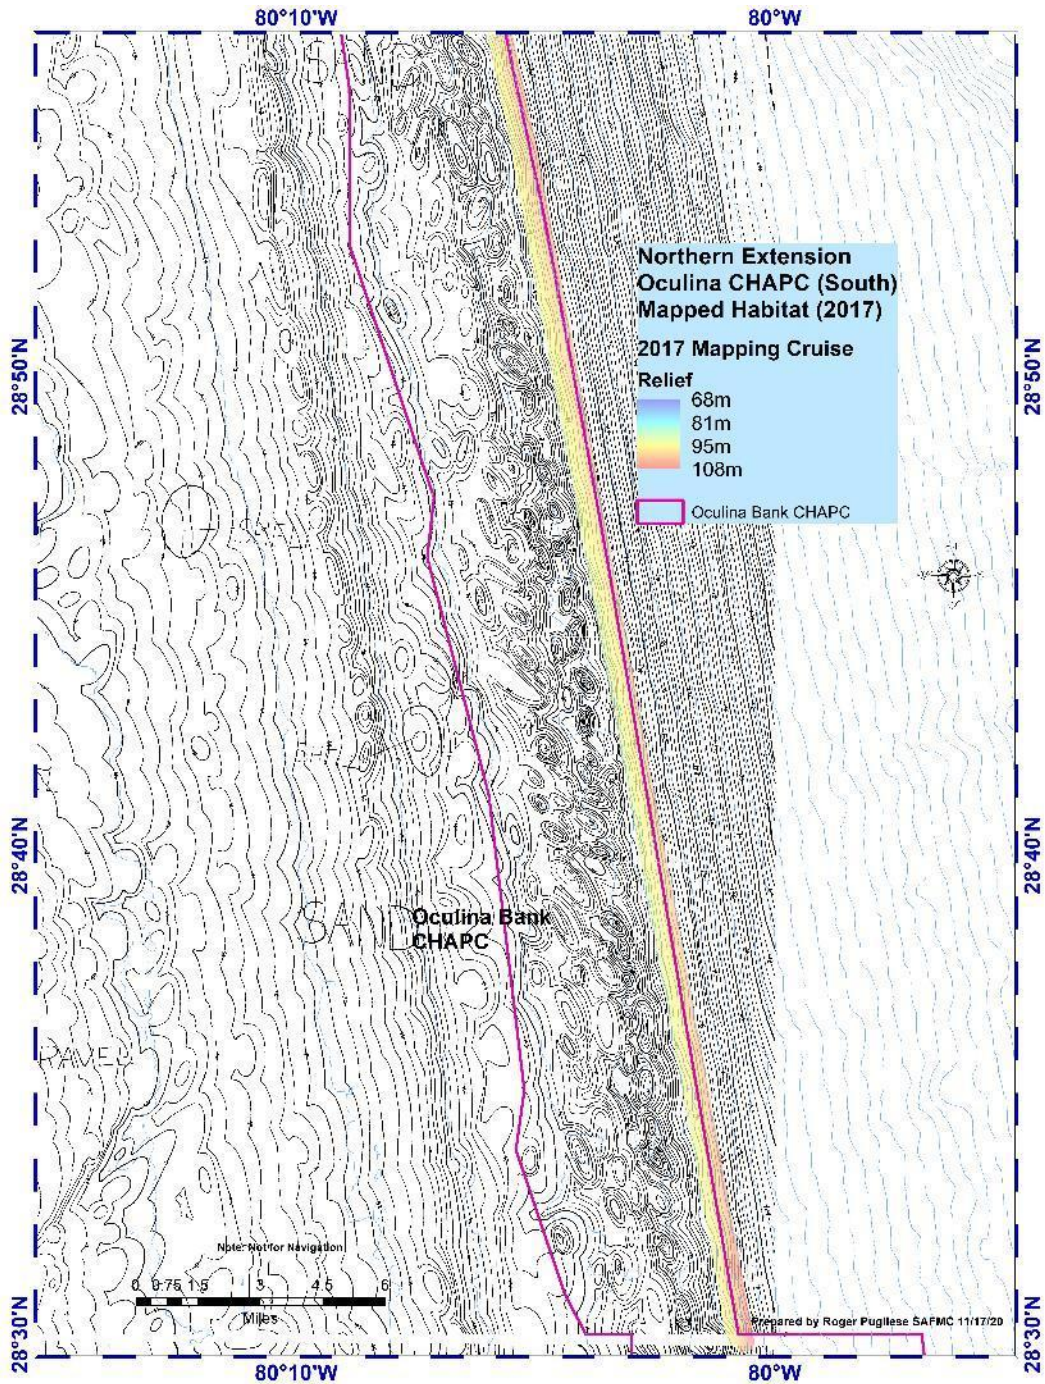 80°10'W
80°W
28°50'N
28°50'N
Northern Extension
Oculina CHAPC (South)
Mapped Habitat (2017)
2017 Mapping Cruise
Relief
68m
81m
95m
108m
Oculina Bank CHAPC
28°40'N
28°40'N
SAND
Oculina Bank
CHAPC
Note: Not for Navigation
0 0.75 1.5 3 4.5 6
Miles
Prepared by Roger Pugliese SAFMC 11/17/20
28°30'N
28°30'N
80°10'W
80°W